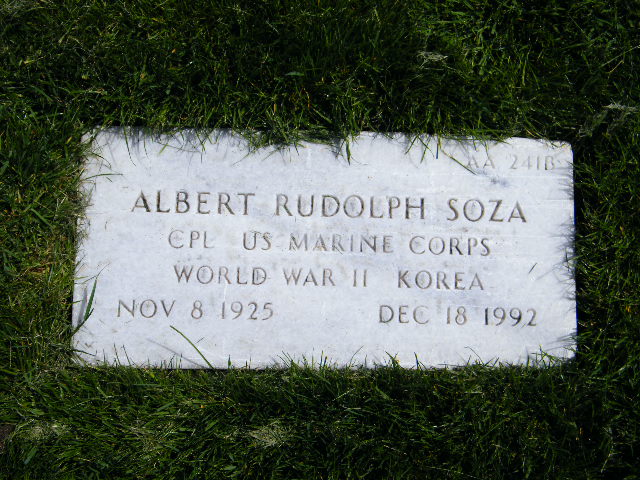 AA 241B
ALBERT RUDOLPH SOZA
CPL US MARINE CORPS
WORLD WAR II KOREA
NOV 8 1925 DEC 18 1992